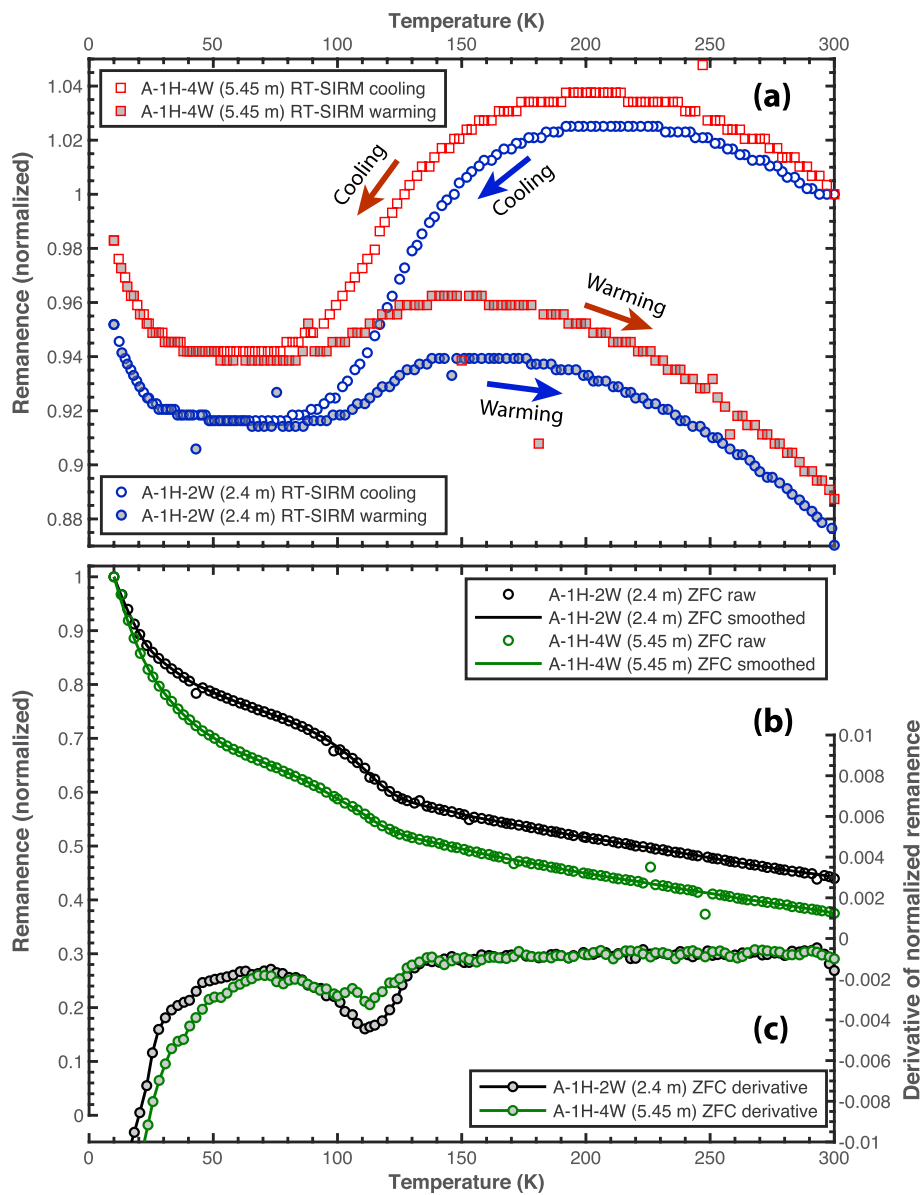 Temperature (K)
0 50 100 150 200 250 300
1.04
1.02
1
0.98
0.96
0.94
0.92
0.9
0.88
Remanence (normalized)
A-1H-4W (5.45 m) RT-SIRM cooling
A-1H-4W (5.45 m) RT-SIRM warming
(a)
Cooling
Cooling
Warming
Warming
A-1H-2W (2.4 m) RT-SIRM cooling
A-1H-2W (2.4 m) RT-SIRM warming
1
0.9
0.8
0.7
0.6
0.5
0.4
0.3
0.2
0.1
0
Remanence (normalized)
A-1H-2W (2.4 m) ZFC raw
A-1H-2W (2.4 m) ZFC smoothed
A-1H-4W (5.45 m) ZFC raw
A-1H-4W (5.45 m) ZFC smoothed
(b)
0.01
0.008
0.006
0.004
0.002
0
-0.002
-0.004
-0.006
-0.008
-0.01
Derivative of normalized remanence
(c)
A-1H-2W (2.4 m) ZFC derivative
A-1H-4W (5.45 m) ZFC derivative
0 50 100 150 200 250 300
Temperature (K)